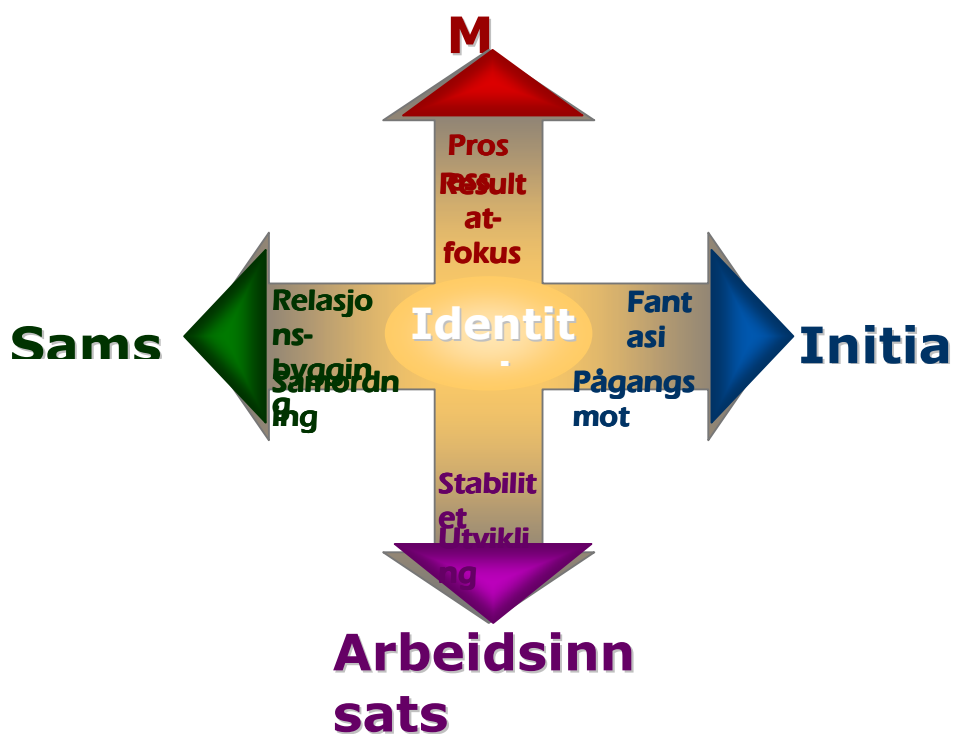 M
Pros
ess
Result
at-
fokus
Relasjo
ns-
byggin
g
Samordn
ing
Identit
Fant
asi
Pågangs
mot
Sams
Initia
Stabilit
et
Utvikli
ng
Arbeidsinn
sats